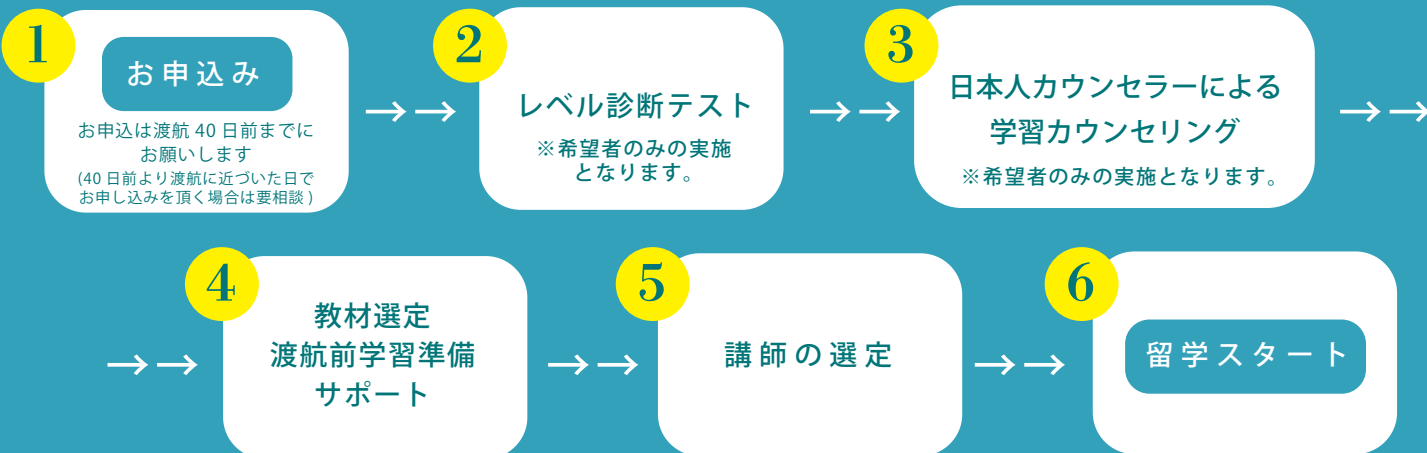 1
お申込み
お申込は渡航 40 日前までに
お願いします
(40 日前より渡航に近づいた日で
お申し込みを頂く場合は要相談 )
→→
2
レベル診断テスト
※希望者のみの実施
となります。
→→
3
日本人カウンセラーによる
学習カウンセリング
※希望者のみの実施となります。
→→
→→
4
教材選定
渡航前学習準備
サポート
→→
5
講師の選定
→→
6
留学スタート